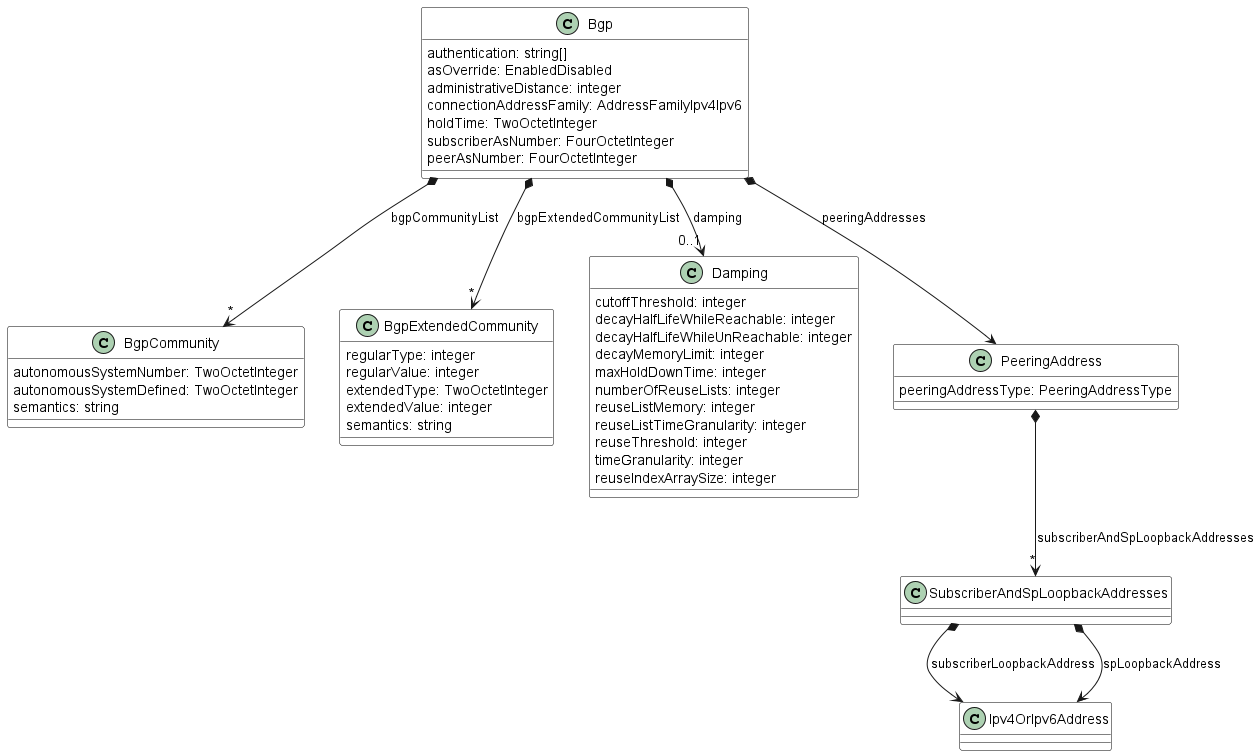 C Bgp
authentication: string[]
asOverride: EnabledDisabled
administrativeDistance: integer
connectionAddressFamily: AddressFamilyIpv4Ipv6
holdTime: TwoOctetInteger
subscriberAsNumber: FourOctetInteger
peerAsNumber: FourOctetInteger
bgpCommunityList
bgpExtendedCommunityList
damping
peeringAddresses
*
*
0..1
C BgpCommunity
autonomousSystemNumber: TwoOctetInteger
autonomousSystemDefined: TwoOctetInteger
semantics: string
C BgpExtendedCommunity
regularType: integer
regularValue: integer
extendedType: TwoOctetInteger
extendedValue: integer
semantics: string
C Damping
cutoffThreshold: integer
decayHalfLifeWhileReachable: integer
decayHalfLifeWhileUnReachable: integer
decayMemoryLimit: integer
maxHoldDownTime: integer
numberOfReuseLists: integer
reuseListMemory: integer
reuseListTimeGranularity: integer
reuseThreshold: integer
timeGranularity: integer
reuseIndexArraySize: integer
C PeeringAddress
peeringAddressType: PeeringAddressType
subscriberAndSpLoopbackAddresses
*
C SubscriberAndSpLoopbackAddresses
subscriberLoopbackAddress
spLoopbackAddress
C Ipv4OrIpv6Address